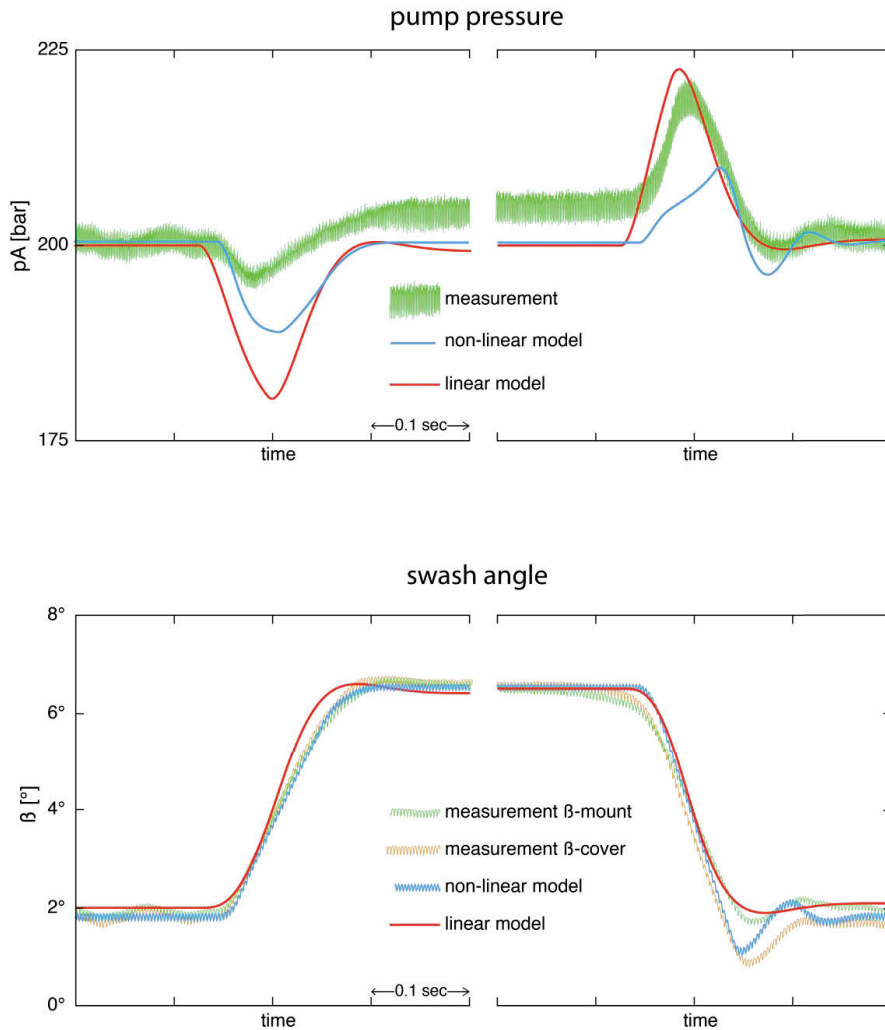 pump pressure
225
200
175
pA [bar]
measurement
non-linear model
linear model
0.1 sec
time
time
swash angle
8°
6°
4°
2°
0°
ß [°]
measurement ß-mount
measurement ß-cover
non-linear model
linear model
0.1 sec
time
time